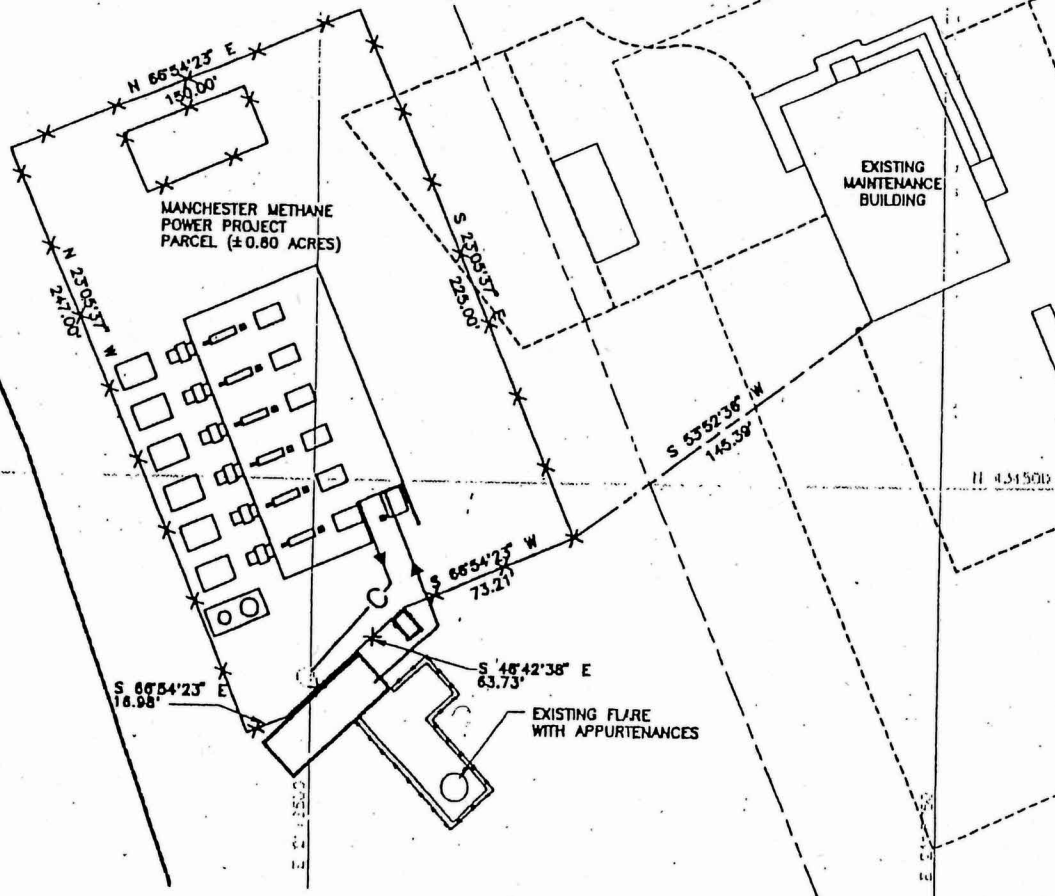 N 66°54'23" E
150.00'
MANCHESTER METHANE
POWER PROJECT
PARCEL (±0.80 ACRES)
N 23°05'37" W
247.00'
S 23°05'37" E
225.00'
EXISTING
MAINTENANCE
BUILDING
S 53°52'36" W
145.39'
S 66°54'23" W
73.21'
S 66°54'23" E
18.98'
S 46°42'38" E
63.73'
EXISTING FLARE
WITH APPURTENANCES